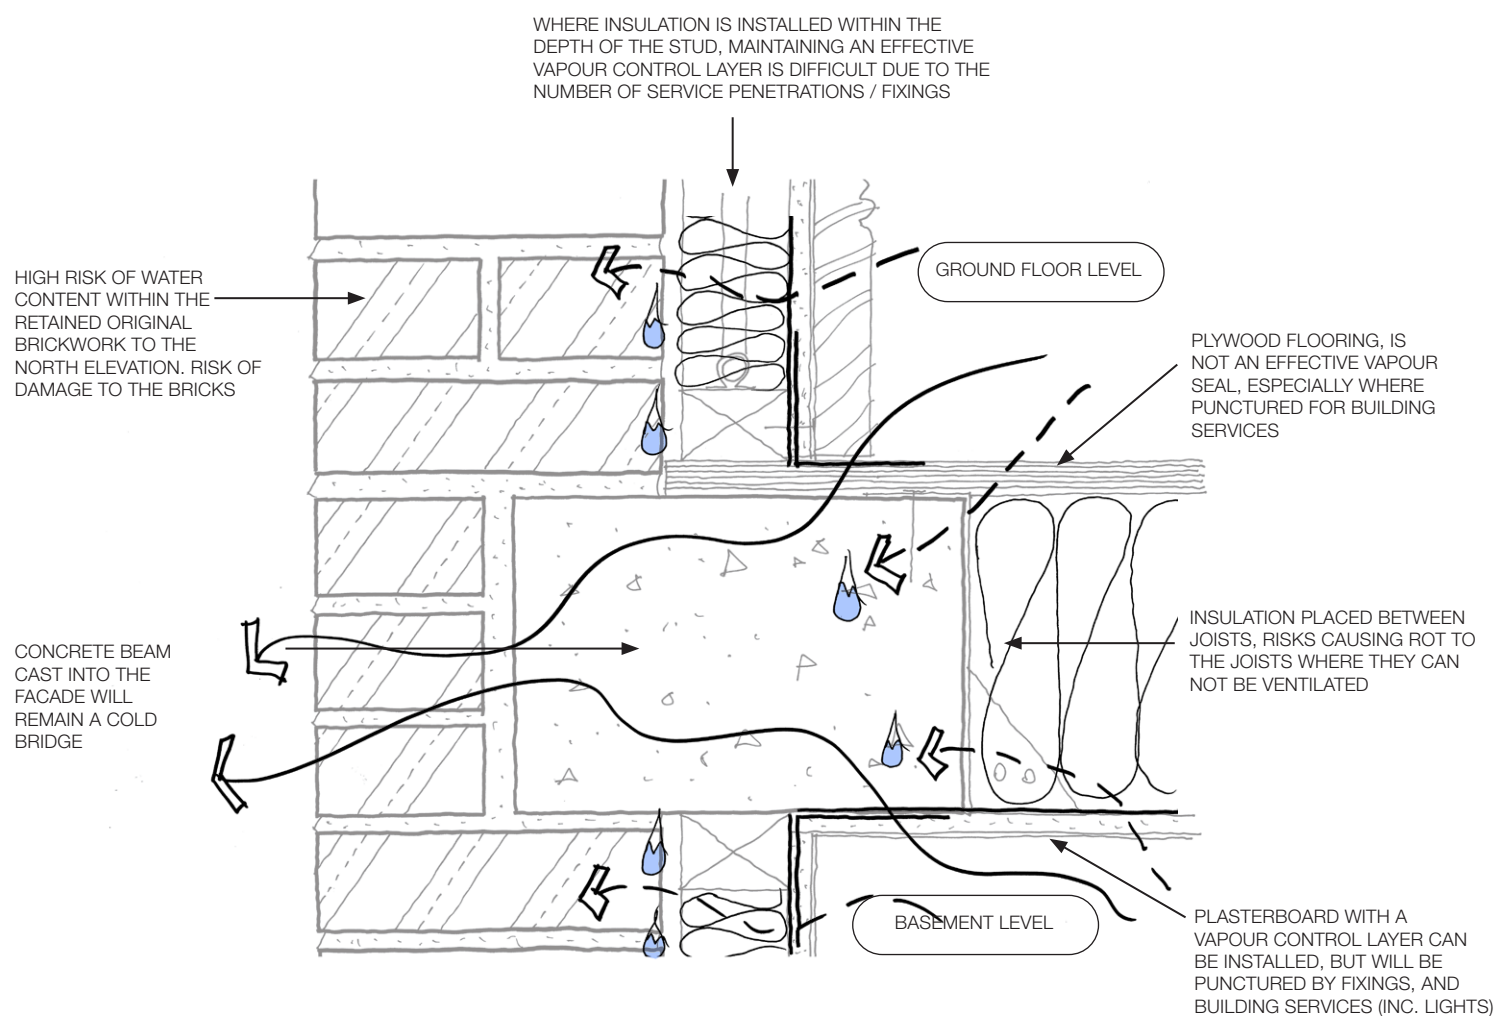 WHERE INSULATION IS INSTALLED WITHIN THE
DEPTH OF THE STUD, MAINTAINING AN EFFECTIVE
VAPOUR CONTROL LAYER IS DIFFICULT DUE TO THE
NUMBER OF SERVICE PENETRATIONS / FIXINGS
GROUND FLOOR LEVEL
HIGH RISK OF WATER
CONTENT WITHIN THE
RETAINED ORIGINAL
BRICKWORK TO THE
NORTH ELEVATION. RISK OF
DAMAGE TO THE BRICKS
PLYWOOD FLOORING, IS
NOT AN EFFECTIVE VAPOUR
SEAL, ESPECIALLY WHERE
PUNCTURED FOR BUILDING
SERVICES
INSULATION PLACED BETWEEN
JOISTS, RISKS CAUSING ROT TO
THE JOISTS WHERE THEY CAN
NOT BE VENTILATED
CONCRETE BEAM
CAST INTO THE
FACADE WILL
REMAIN A COLD
BRIDGE
BASEMENT LEVEL
PLASTERBOARD WITH A
VAPOUR CONTROL LAYER CAN
BE INSTALLED, BUT WILL BE
PUNCTURED BY FIXINGS, AND
BUILDING SERVICES (INC. LIGHTS)